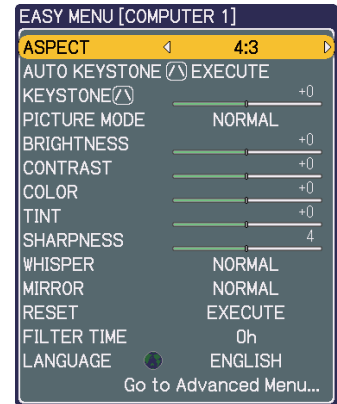 EASY MENU [COMPUTER 1]
ASPECT 4:3
AUTO KEYSTONE EXECUTE
KEYSTONE +0
PICTURE MODE NORMAL
BRIGHTNESS +0
CONTRAST +0
COLOR +0
TINT +0
SHARPNESS 4
WHISPER NORMAL
MIRROR NORMAL
RESET EXECUTE
FILTER TIME 0h
LANGUAGE ENGLISH
Go to Advanced Menu...